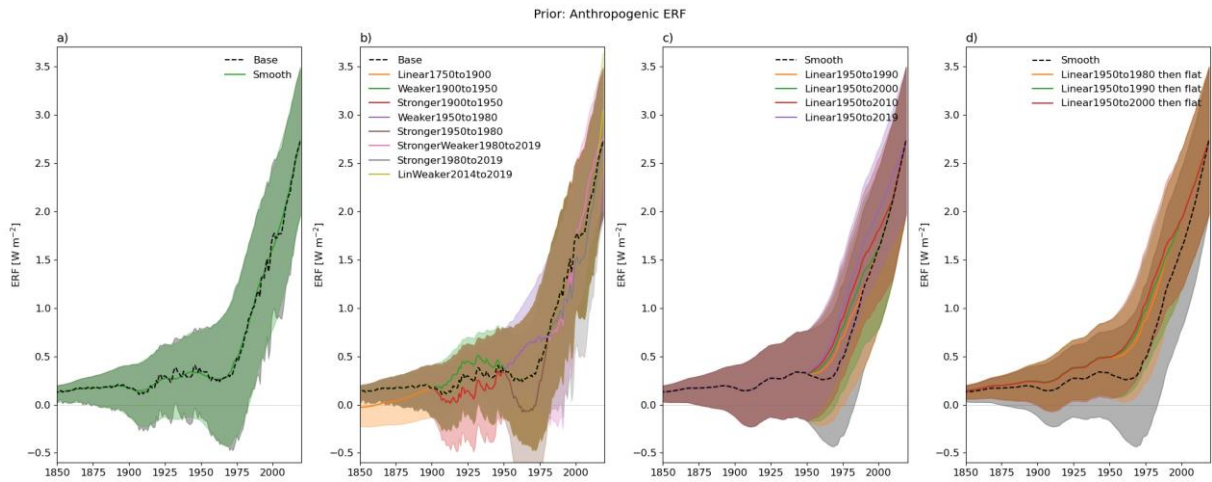 Prior: Anthropogenic ERF
a)
Base
Smooth
ERF [W m⁻²]
3.5
3.0
2.5
2.0
1.5
1.0
0.5
0.0
−0.5
1850 1875 1900 1925 1950 1975 2000
b)
Base
Linear1750to1900
Weaker1900to1950
Stronger1900to1950
Weaker1950to1980
Stronger1950to1980
StrongerWeaker1980to2019
Stronger1980to2019
LinWeaker2014to2019
ERF [W m⁻²]
3.5
3.0
2.5
2.0
1.5
1.0
0.5
0.0
−0.5
1850 1875 1900 1925 1950 1975 2000
c)
Smooth
Linear1950to1990
Linear1950to2000
Linear1950to2010
Linear1950to2019
ERF [W m⁻²]
3.5
3.0
2.5
2.0
1.5
1.0
0.5
0.0
−0.5
1850 1875 1900 1925 1950 1975 2000
d)
Smooth
Linear1950to1980 then flat
Linear1950to1990 then flat
Linear1950to2000 then flat
ERF [W m⁻²]
3.5
3.0
2.5
2.0
1.5
1.0
0.5
0.0
−0.5
1850 1875 1900 1925 1950 1975 2000